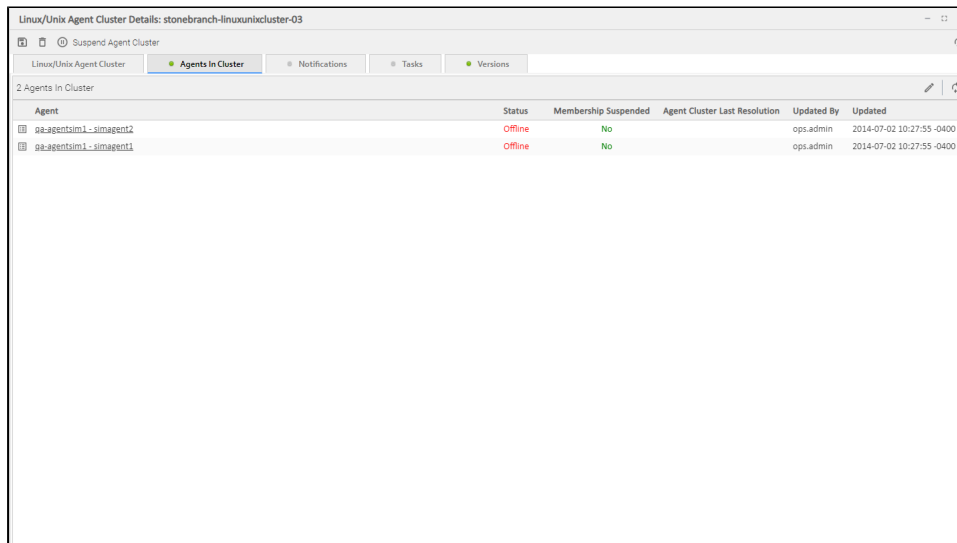 Linux/Unix Agent Cluster Details: stonebranch-linuxunixcluster-03
Suspend Agent Cluster
Linux/Unix Agent Cluster Agents In Cluster Notifications Tasks Versions
2 Agents In Cluster
Agent Status Membership Suspended Agent Cluster Last Resolution Updated By Updated
qa-agentsim1 - simagent2 Offline No ops.admin 2014-07-02 10:27:55 -0400
qa-agentsim1 - simagent1 Offline No ops.admin 2014-07-02 10:27:55 -0400